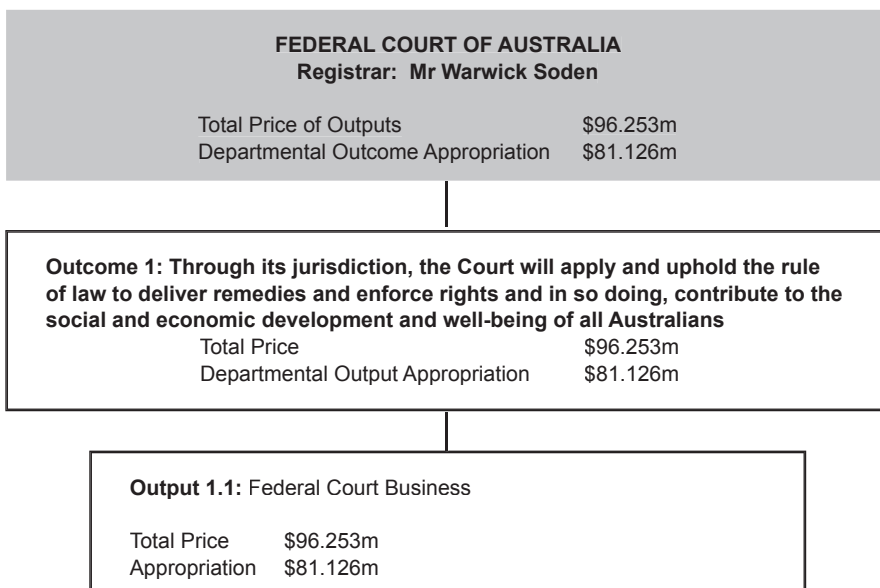 FEDERAL COURT OF AUSTRALIA
Registrar: Mr Warwick Soden
Total Price of Outputs $96.253m
Departmental Outcome Appropriation $81.126m
Outcome 1: Through its jurisdiction, the Court will apply and uphold the rule
of law to deliver remedies and enforce rights and in so doing, contribute to the
social and economic development and well-being of all Australians
Total Price $96.253m
Departmental Output Appropriation $81.126m
Output 1.1: Federal Court Business
Total Price $96.253m
Appropriation $81.126m